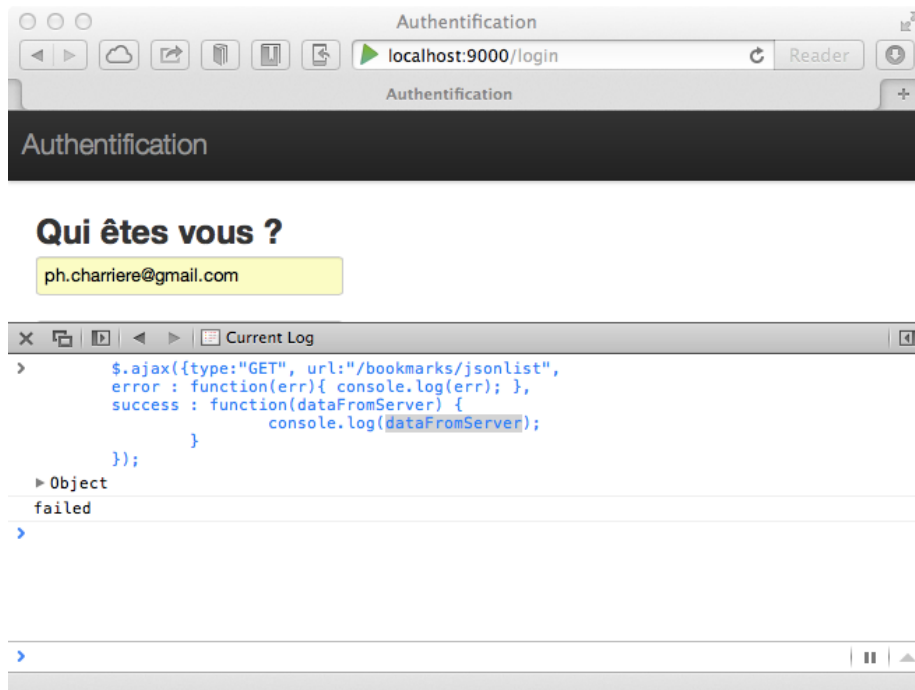 Authentification
localhost:9000/login
Reader
Authentification
Authentification
Qui êtes vous ?
ph.charriere@gmail.com
Current Log
> $.ajax({type:"GET", url:"/bookmarks/jsonlist",
error : function(err){ console.log(err); },
success : function(dataFromServer) {
console.log(dataFromServer);
}
});
Object
failed
>
>